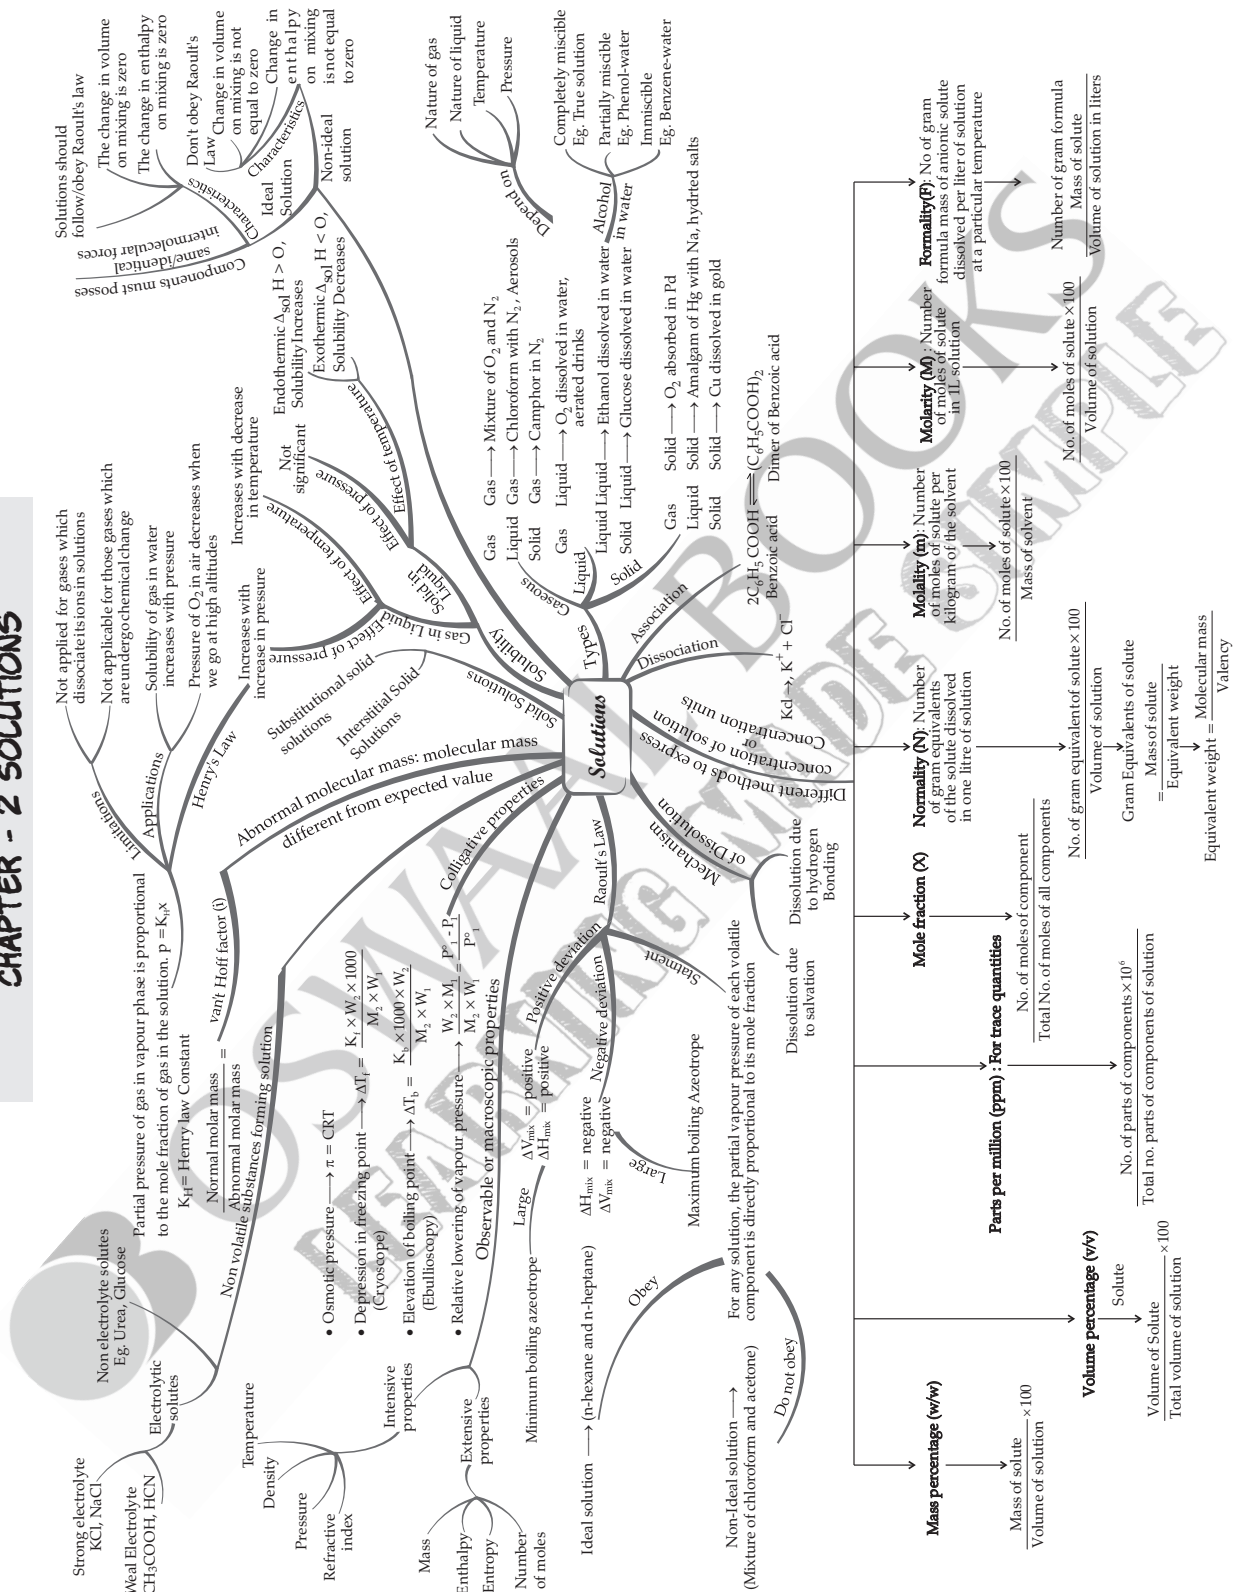 CHAPTER - 2 SOLUTIONS
OSWAAL BOOKS
LEARNING MADE SIMPLE
Solutions
Solubility
Gas in Liquid
Effect of pressure
Increases with
increase in pressure
Effect of temperature
Increases with decrease
in temperature
Solid in
Liquid
Effect of pressure
Not
significant
Effect of temperature
Endothermic Δsol H > O,
Solubility Increases
Exothermic Δsol H < O,
Solubility Decreases
Ideal
Solution
Characteristics
Components must posses
same/identical
intermolecular forces
Solutions should
follow/obey Raoult's law
The change in volume
on mixing is zero
The change in enthalpy
on mixing is zero
Non-ideal
solution
Characteristics
Don't obey Raoult's
Law
Change in volume
on mixing is not
equal to zero
Change in
enthalpy
on mixing
is not equal
to zero
Depend on
Nature of gas
Nature of liquid
Temperature
Pressure
Types
Gaseous
Gas Gas → Mixture of O2 and N2
Liquid Gas → Chloroform with N2, Aerosols
Solid Gas → Camphor in N2
Liquid
Gas Liquid → O2 dissolved in water,
aerated drinks
Liquid Liquid → Ethanol dissolved in water
Solid Liquid → Glucose dissolved in water
Alcohol
in water
Completely miscible
Eg, True solution
Partially miscible
Eg, Phenol-water
Immiscible
Eg, Benzene-water
Solid
Gas Solid → O2 absorbed in Pd
Liquid Solid → Amalgam of Hg with Na, hydrted salts
Solid Solid → Cu dissolved in gold
Association
2C6H5 COOH ⇌ (C6H5COOH)2
Benzoic acid Dimer of Benzoic acid
Dissociation
Kd →, K+ + Cl-
Solid Solutions
Substitutional solid
solutions
Interstitial Solid
Solutions
Abnormal molecular mass: molecular mass
different from expected value
van't Hoff factor (i)
Normal molar mass
Abnormal molar mass
=
Henry's Law
Partial pressure of gas in vapour phase is proportional
to the mole fraction of gas in the solution. p = KHx
KH = Henry law Constant
Limitations
Not applied for gases which
dissociate itsions in solutions
Not applicable for those gases which
are undergo chemical change
Applications
Solubility of gas in water
increases with pressure
Pressure of O2 in air decreases when
we go at high altitudes
Non volatile substances forming solution
Non electrolyte solutes
Eg. Urea, Glucose
Electrolytic
solutes
Strong electrolyte
KCl, NaCl
Weal Electrolyte
CH3COOH, HCN
Colligative properties
• Osmotic pressure → π = CRT
• Depression in freezing point → ΔTf = Kf × W2 × 1000 / M2 × W1
(Cryoscope)
• Elevation of boiling point → ΔTb = Kb × 1000 × W2 / M2 × W1
(Ebullioscopy)
• Relative lowering of vapour pressure → W2 × M1 / M2 × W1 = P°1 - P1 / P°1
Observable or macroscopic properties
Intensive
properties
Temperature
Density
Pressure
Refractive
index
Extensive
properties
Mass
Enthalpy
Entropy
Number
of moles
Raoult's Law
Positive deviation
ΔVmix = positive
ΔHmix = positive
Large
Minimum boiling azeotrope
Negative deviation
ΔHmix = negative
ΔVmix = negative
Large
Maximum boiling Azeotrope
Statment
For any solution, the partial vapour pressure of each volatile
component is directly proportional to its mole fraction
Obey
Ideal solution → (n-hexane and n-heptane)
Do not obey
Non-Ideal solution →
(Mixture of chloroform and acetone)
Mechanism
of Dissolution
Dissolution due
to hydrogen
Bonding
Dissolution due
to salvation
Different methods to express
concentration of solution
or
Concentration units
Mass percentage (w/w)
Mass of solute
Volume of solution
×100
Volume percentage (v/v)
Solute
Volume of Solute
Total volume of solution
×100
Parts per million (ppm) : For trace quantities
No. of parts of components × 10⁶
Total no. parts of components of solution
Mole fraction (X)
No. of moles of component
Total No. of moles of all components
Normality (N): Number
of gram equivalents
of the solute dissolved
in one litre of solution
No. of gram equivalent of solute × 100
Volume of solution
Gram Equivalents of solute
= Mass of solute
Equivalent weight
Equivalent weight = Molecular mass
Valency
Molality (m): Number
of moles of solute per
kilogram of the solvent
No. of moles of solute × 100
Mass of solvent
Molarity (M) : Number
of moles of solute
in 1L solution
No. of moles of solute × 100
Volume of solution
Formality(F): No of gram
formula mass of anionic solute
dissolved per liter of solution
at a particular temperature
Number of gram formula
Mass of solute
Volume of solution in liters